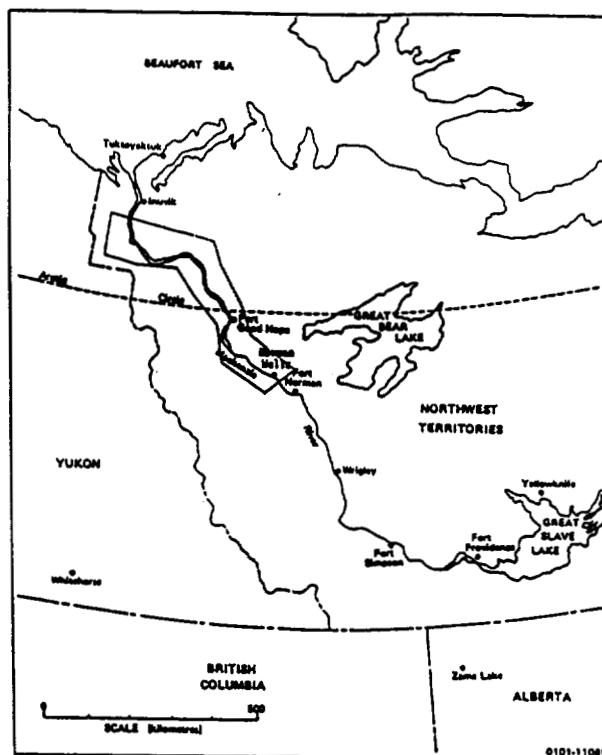 BEAUFORT SEA
Tuktoyaktuk
Inuvik
Arctic
Circle
Fort
Good Hope
GREAT
BEAR
LAKE
Norman
Wells
Fort
Norman
Mackenzie
River
NORTHWEST
TERRITORIES
YUKON
Wrigley
Yellowknife
GREAT
SLAVE
LAKE
Fort
Providence
Fort
Simpson
Whitehorse
BRITISH
COLUMBIA
Zama Lake
ALBERTA
0
500
SCALE (kilometres)